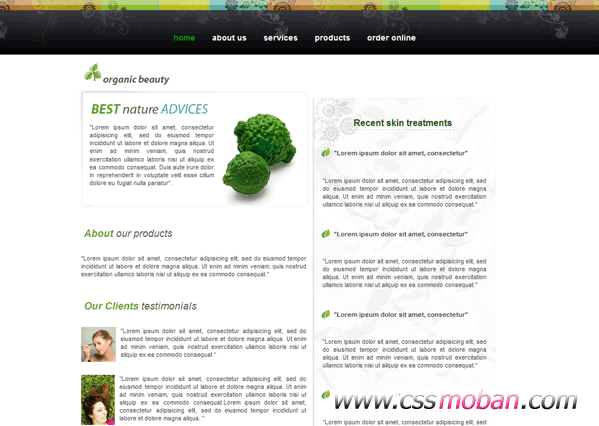 home about us services products order online
organic beauty
BEST nature ADVICES
"Lorem ipsum dolor sit amet, consectetur
adipisicing elit, sed do eiusmod tempor
incididunt ut labore et dolore magna aliqua. Ut
enim ad minim veniam, quis nostrud
exercitation ullamco laboris nisi ut aliquip ex
ea commodo consequat. Duis aute irure dolor
in reprehenderit in voluptate velit esse cillum
dolore eu fugiat nulla pariatur".
About our products
"Lorem ipsum dolor sit amet, consectetur adipisicing elit, sed do eiusmod tempor
incididunt ut labore et dolore magna aliqua. Ut enim ad minim veniam, quis nostrud
exercitation ullamco laboris nisi ut aliquip ex ea commodo consequat."
Our Clients testimonials
"Lorem ipsum dolor sit amet, consectetur adipisicing elit, sed do
eiusmod tempor incididunt ut labore et dolore magna aliqua. Ut enim
ad minim veniam, quis nostrud exercitation ullamco laboris nisi ut
aliquip ex ea commodo consequat."
"Lorem ipsum dolor sit amet, consectetur adipisicing elit, sed do
eiusmod tempor incididunt ut labore et dolore magna aliqua. Ut enim
ad minim veniam, quis nostrud exercitation ullamco laboris nisi ut
aliquip ex ea commodo consequat.Lorem ipsum dolor sit amet,
consectetur adipisicing elit, sed do eiusmod tempor incididunt ut
labore et dolore magna aliqua. "
Recent skin treatments
"Lorem ipsum dolor sit amet, consectetur"
"Lorem ipsum dolor sit amet, consectetur adipisicing elit, sed
do eiusmod tempor incididunt ut labore et dolore magna
aliqua. Ut enim ad minim veniam, quis nostrud exercitation
ullamco laboris nisi ut aliquip ex ea commodo consequat."
"Lorem ipsum dolor sit amet, consectetur"
"Lorem ipsum dolor sit amet, consectetur adipisicing elit, sed
do eiusmod tempor incididunt ut labore et dolore magna
aliqua. Ut enim ad minim veniam, quis nostrud exercitation
ullamco laboris nisi ut aliquip ex ea commodo consequat."
"Lorem ipsum dolor sit amet, consectetur"
"Lorem ipsum dolor sit amet, consectetur adipisicing elit, sed
do eiusmod tempor incididunt ut labore et dolore magna
aliqua. Ut enim ad minim veniam, quis nostrud exercitation
ullamco laboris nisi ut aliquip ex ea commodo consequat."
www.cssmoban.com